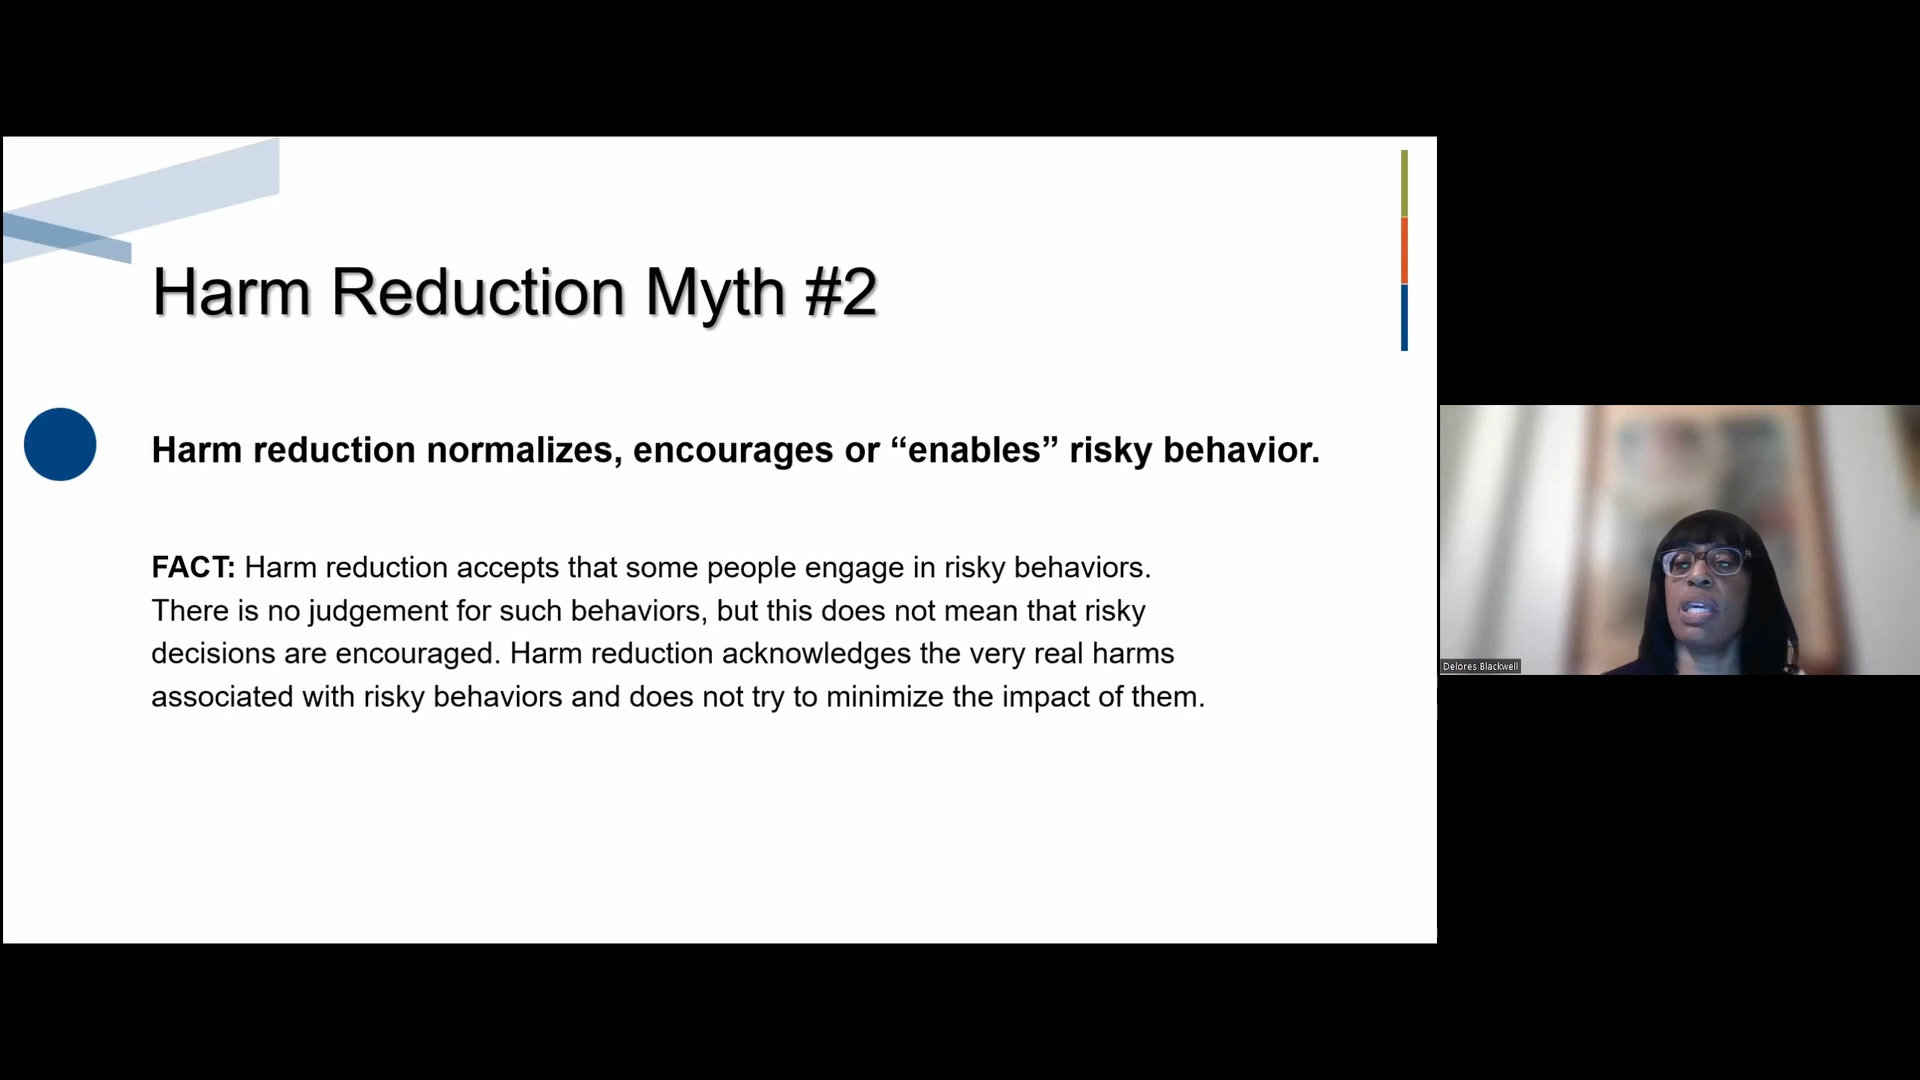 Harm Reduction Myth #2
Harm reduction normalizes, encourages or “enables” risky behavior.
FACT: Harm reduction accepts that some people engage in risky behaviors.
There is no judgement for such behaviors, but this does not mean that risky
decisions are encouraged. Harm reduction acknowledges the very real harms
associated with risky behaviors and does not try to minimize the impact of them.
Delores Blackwell